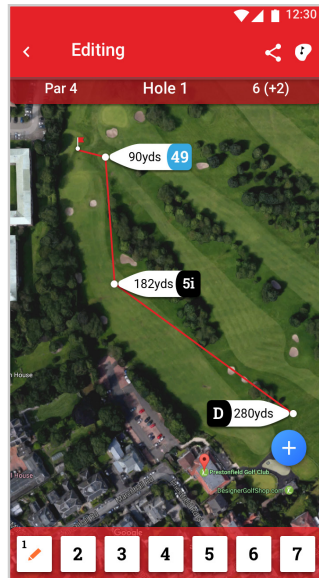 12:30
Editing
Par 4 Hole 1 6 (+2)
90yds 49
182yds 5i
n House
D 280yds
Prestonfield Golf Club
House
DesignerGolfShop.com
Google
1 2 3 4 5 6 7